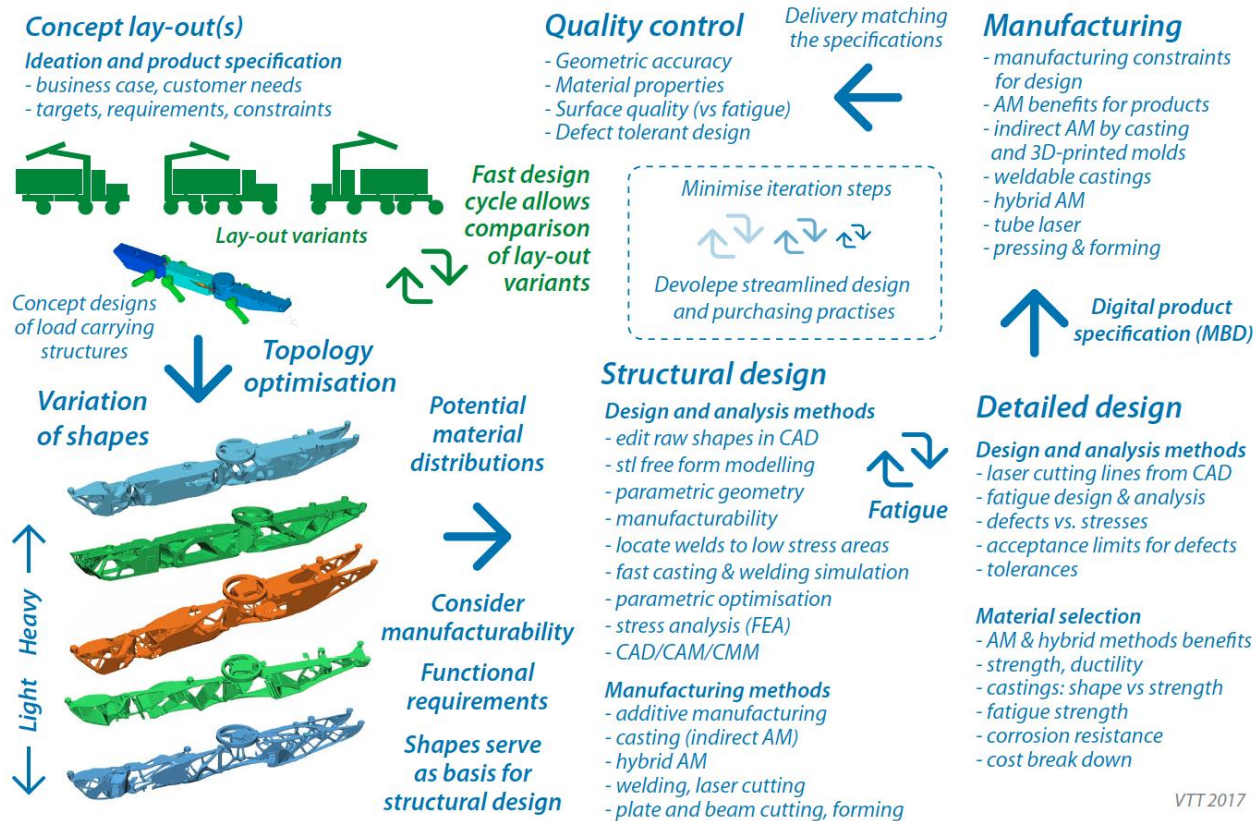 Concept lay-out(s)
Ideation and product specification
- business case, customer needs
- targets, requirements, constraints
Lay-out variants
Fast design
cycle allows
comparison
of lay-out
variants
Concept designs
of load carrying
structures
Topology
optimisation
Variation
of shapes
Heavy
Light
Potential
material
distributions
Consider
manufacturability
Functional
requirements
Shapes serve
as basis for
structural design
Quality control
- Geometric accuracy
- Material properties
- Surface quality (vs fatigue)
- Defect tolerant design
Delivery matching
the specifications
Minimise iteration steps
Devolepe streamlined design
and purchasing practises
Structural design
Design and analysis methods
- edit raw shapes in CAD
- stl free form modelling
- parametric geometry
- manufacturability
- locate welds to low stress areas
- fast casting & welding simulation
- parametric optimisation
- stress analysis (FEA)
- CAD/CAM/CMM
Manufacturing methods
- additive manufacturing
- casting (indirect AM)
- hybrid AM
- welding, laser cutting
- plate and beam cutting, forming
Fatigue
Manufacturing
- manufacturing constraints
for design
- AM benefits for products
- indirect AM by casting
and 3D-printed molds
- weldable castings
- hybrid AM
- tube laser
- pressing & forming
Digital product
specification (MBD)
Detailed design
Design and analysis methods
- laser cutting lines from CAD
- fatigue design & analysis
- defects vs. stresses
- acceptance limits for defects
- tolerances
Material selection
- AM & hybrid methods benefits
- strength, ductility
- castings: shape vs strength
- fatigue strength
- corrosion resistance
- cost break down
VTT 2017